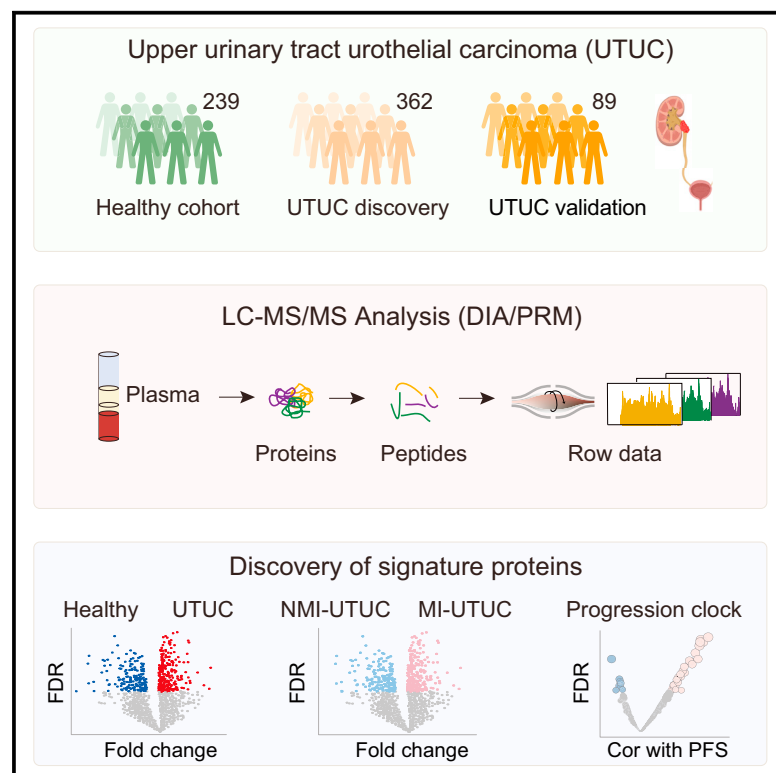 Upper urinary tract urothelial carcinoma (UTUC)
239 362 89
Healthy cohort UTUC discovery UTUC validation
LC-MS/MS Analysis (DIA/PRM)
Plasma
Proteins Peptides Row data
Discovery of signature proteins
Healthy UTUC NMI-UTUC MI-UTUC Progression clock
FDR FDR FDR
Fold change Fold change Cor with PFS